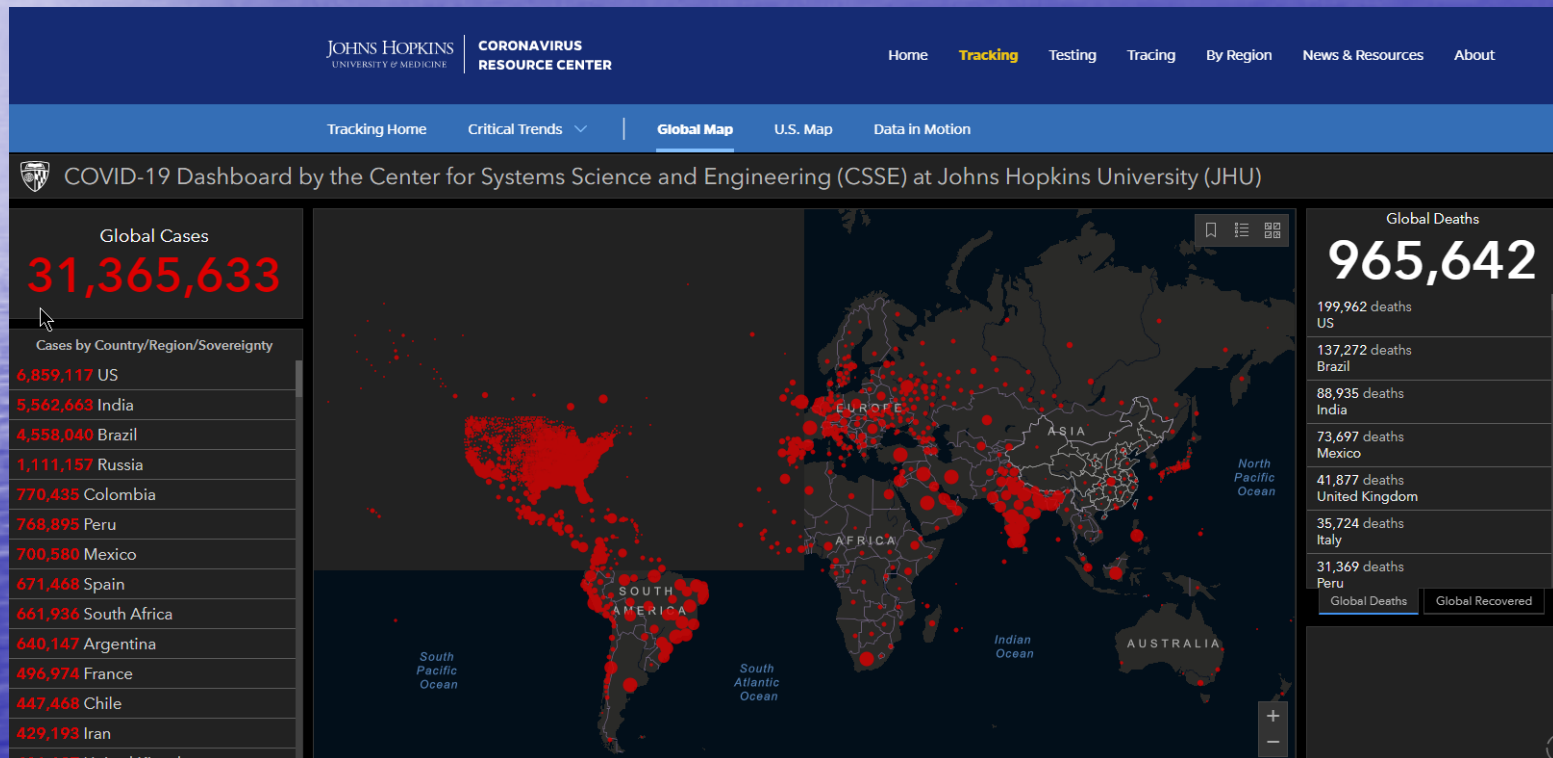 JOHNS HOPKINS
UNIVERSITY & MEDICINE
CORONAVIRUS
RESOURCE CENTER
Home Tracking Testing Tracing By Region News & Resources About
Tracking Home Critical Trends Global Map U.S. Map Data in Motion
COVID-19 Dashboard by the Center for Systems Science and Engineering (CSSE) at Johns Hopkins University (JHU)
Global Cases
31,365,633
Cases by Country/Region/Sovereignty
6,859,117 US
5,562,663 India
4,558,040 Brazil
1,111,157 Russia
770,435 Colombia
768,895 Peru
700,580 Mexico
671,468 Spain
661,936 South Africa
640,147 Argentina
496,974 France
447,468 Chile
429,193 Iran
EUROPE
ASIA
North
Pacific
Ocean
AFRICA
SOUTH
AMERICA
Indian
Ocean
AUSTRALIA
South
Pacific
Ocean
South
Atlantic
Ocean
+
−
Global Deaths
965,642
199,962 deaths
US
137,272 deaths
Brazil
88,935 deaths
India
73,697 deaths
Mexico
41,877 deaths
United Kingdom
35,724 deaths
Italy
31,369 deaths
Peru
Global Deaths Global Recovered